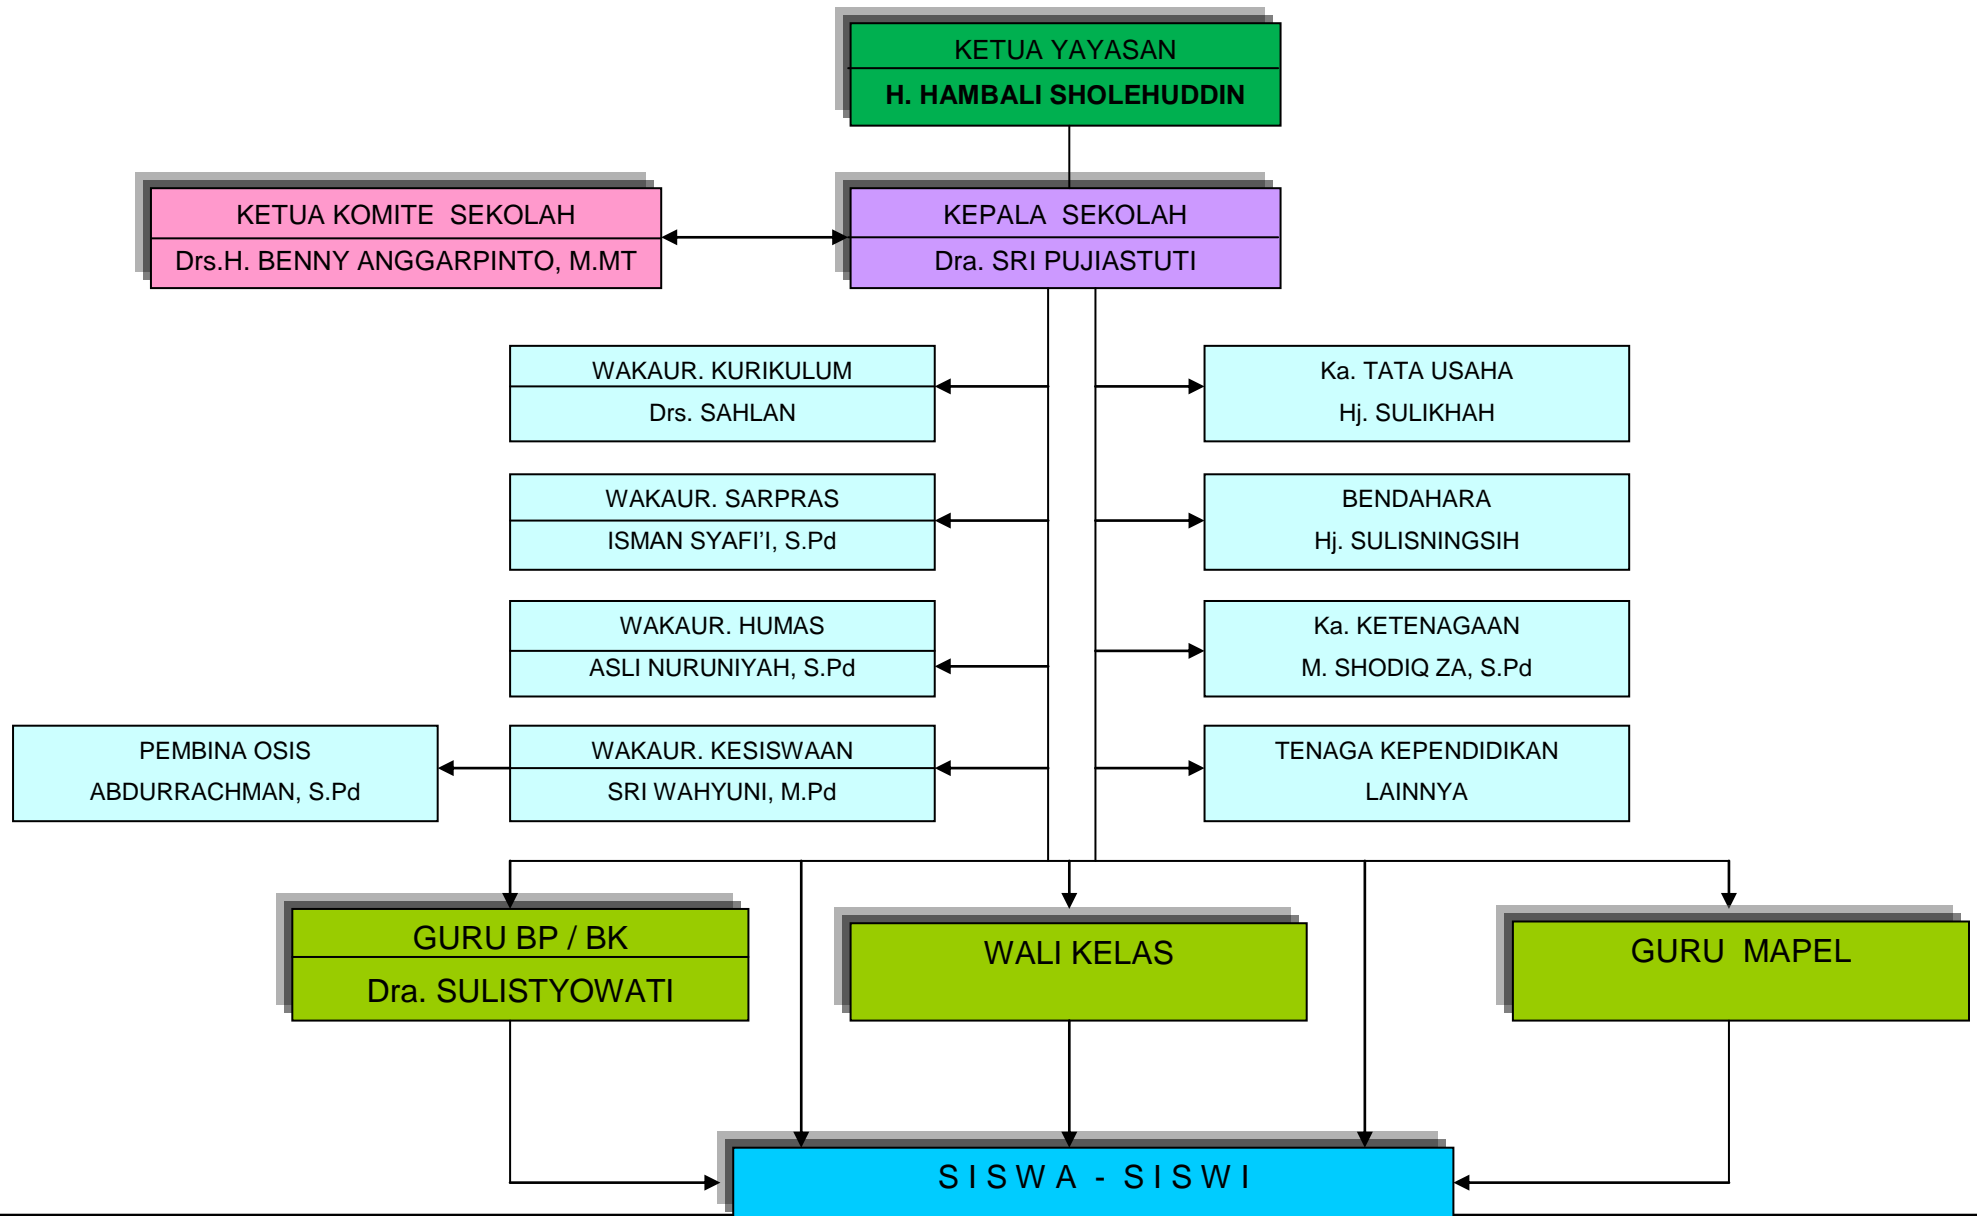 KETUA YAYASAN
H. HAMBALI SHOLEHUDDIN
KETUA KOMITE SEKOLAH
Drs.H. BENNY ANGGARPINTO, M.MT
KEPALA SEKOLAH
Dra. SRI PUJIASTUTI
WAKAUR. KURIKULUM
Drs. SAHLAN
Ka. TATA USAHA
Hj. SULIKHAH
WAKAUR. SARPRAS
ISMAN SYAFI'I, S.Pd
BENDAHARA
Hj. SULISNINGSIH
WAKAUR. HUMAS
ASLI NURUNIYAH, S.Pd
Ka. KETENAGAAN
M. SHODIQ ZA, S.Pd
PEMBINA OSIS
ABDURRACHMAN, S.Pd
WAKAUR. KESISWAAN
SRI WAHYUNI, M.Pd
TENAGA KEPENDIDIKAN
LAINNYA
GURU BP / BK
Dra. SULISTYOWATI
WALI KELAS
GURU MAPEL
S I S W A - S I S W I